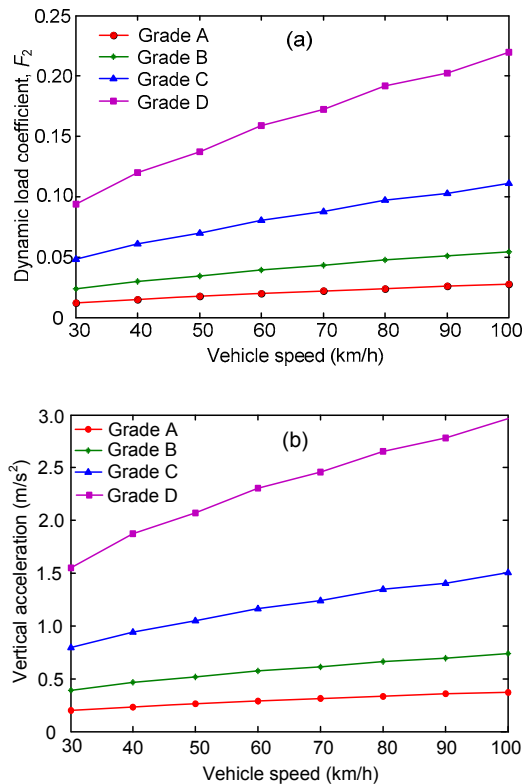 0.25
0.20
0.15
0.10
0.05
0
Dynamic load coefficient, F₂
Grade A
Grade B
Grade C
Grade D
(a)
30 40 50 60 70 80 90 100
Vehicle speed (km/h)
3.0
2.5
2.0
1.5
1.0
0.5
0
Vertical acceleration (m/s²)
Grade A
Grade B
Grade C
Grade D
(b)
30 40 50 60 70 80 90 100
Vehicle speed (km/h)